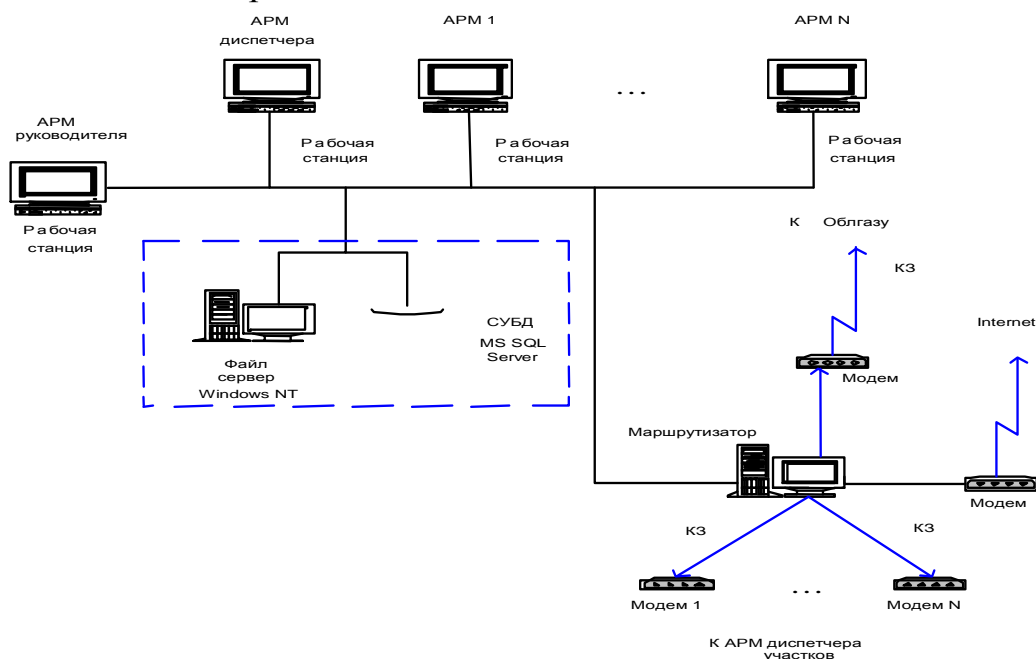 АРМ
диспетчера
АРМ 1
АРМ N
. . .
АРМ
руководителя
Рабочая
станция
Рабочая
станция
Рабочая
станция
Рабочая
станция
К Облгазу
КЗ
Internet
СУБД
MS SQL
Server
Файл
сервер
Windows NT
Модем
Маршрутизатор
Модем
КЗ
КЗ
Модем 1
. . .
Модем N
К АРМ диспетчера
участков